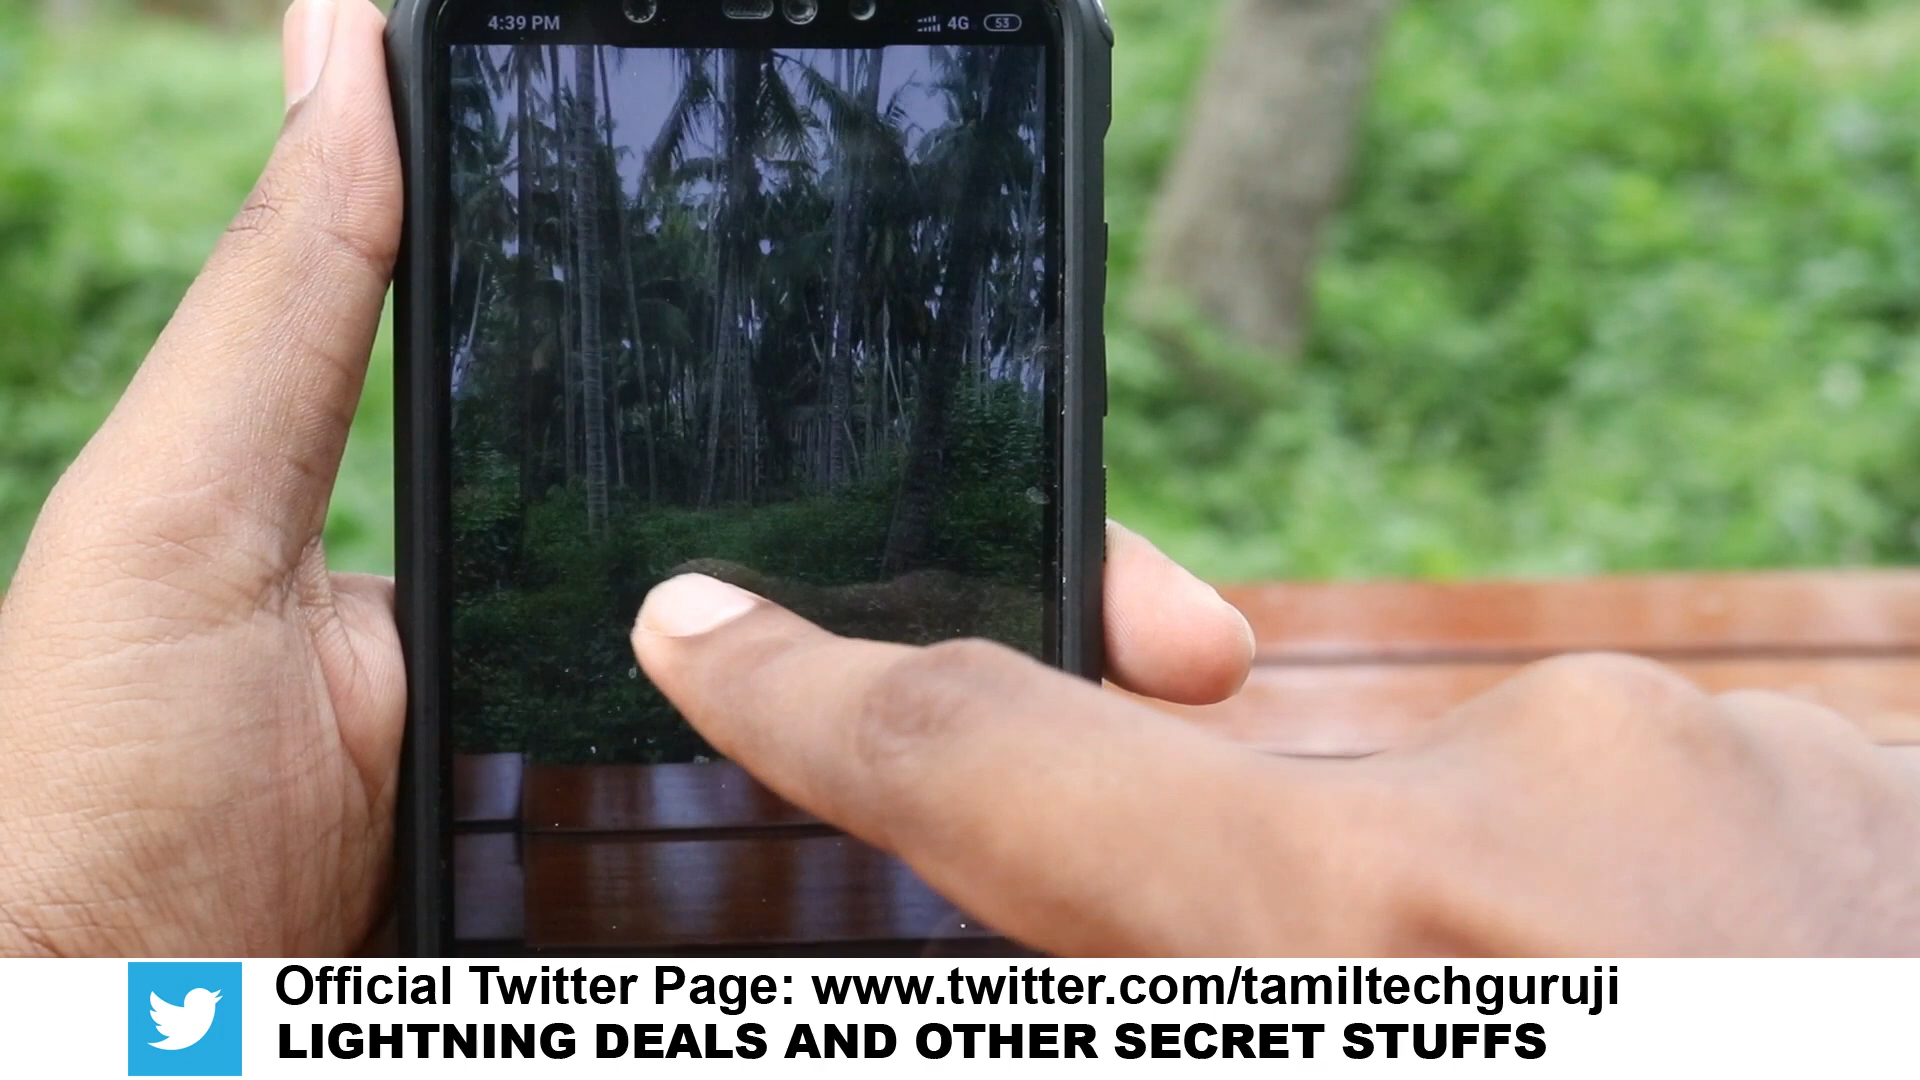 4:39 PM 4G 53
Official Twitter Page: www.twitter.com/tamiltechguruji
LIGHTNING DEALS AND OTHER SECRET STUFFS